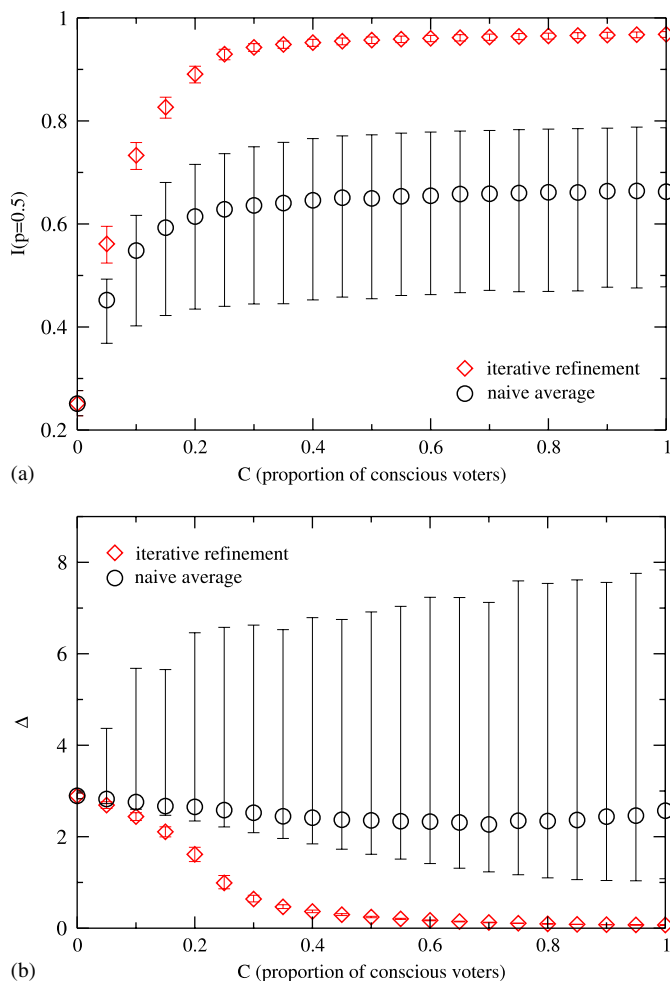 1
0.8
I(p=0.5)
0.6
0.4
iterative refinement
naive average
0.2
0 0.2 0.4 0.6 0.8 1
(a) C (proportion of conscious voters)
8
iterative refinement
naive average
6
Δ
4
2
0
0 0.2 0.4 0.6 0.8 1
(b) C (proportion of conscious voters)